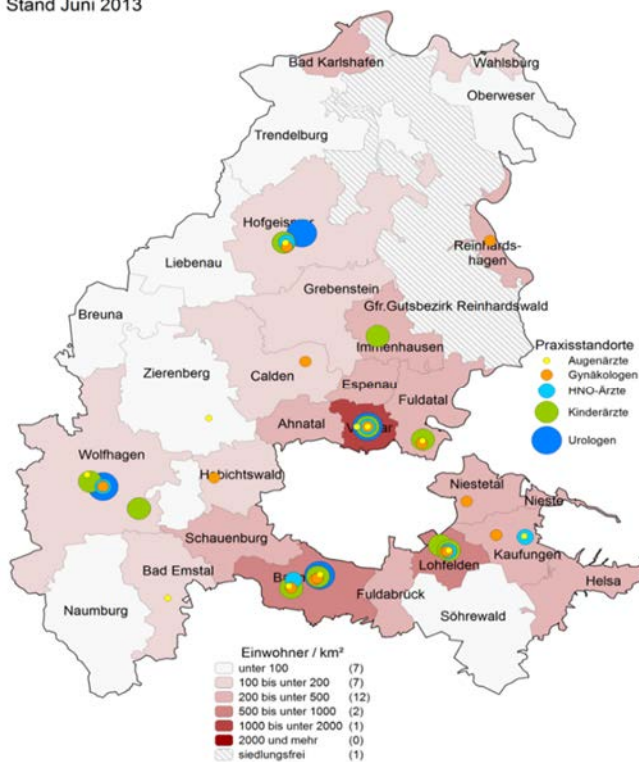 Stand Juni 2013
Bad Karlshafen
Wahlsburg
Oberweser
Trendelburg
Hofgeismar
Reinhards-
hagen
Liebenau
Grebenstein
Gfr.Gutsbezirk Reinhardswald
Breuna
Immenhausen
Praxisstandorte
Augenärzte
Gynäkologen
HNO-Ärzte
Kinderärzte
Urologen
Zierenberg
Calden
Espenau
Fuldatal
Ahnatal
Wolfhagen
Habichtswald
Niestetal
Nieste
Schauenburg
Kaufungen
Bad Emstal
Lohfelden
Helsa
Naumburg
Fuldabrück
Söhrewald
Einwohner / km²
unter 100 (7)
100 bis unter 200 (7)
200 bis unter 500 (12)
500 bis unter 1000 (2)
1000 bis unter 2000 (1)
2000 und mehr (0)
siedlungsfrei (1)